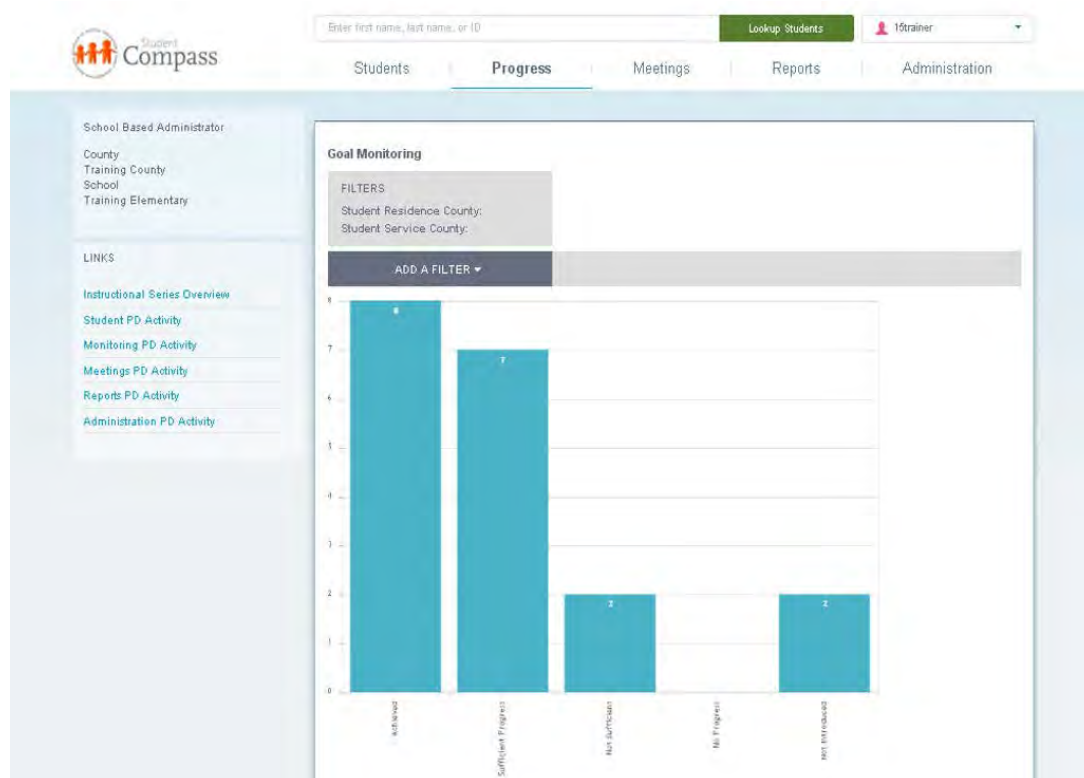 Student
Compass
Enter first name, last name, or ID
Lookup Students
15trainer
Students
Progress
Meetings
Reports
Administration
School Based Administrator
County
Training County
School
Training Elementary
LINKS
Instructional Series Overview
Student PD Activity
Monitoring PD Activity
Meetings PD Activity
Reports PD Activity
Administration PD Activity
Goal Monitoring
FILTERS
Student Residence County:
Student Service County:
ADD A FILTER
8
7
6
5
4
3
2
1
0
8
7
2
2
Achieved
Sufficient Progress
Not Sufficient
No Progress
Not Introduced